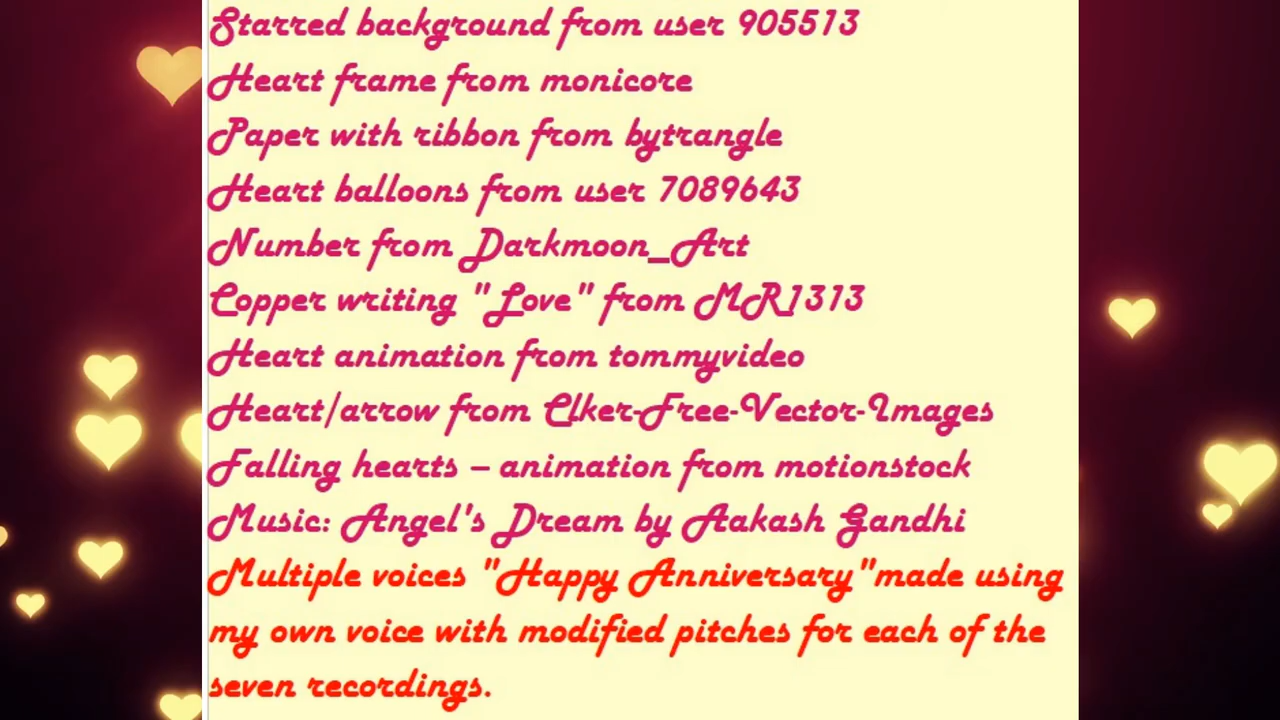 Starred background from user 905513
Heart frame from monicore
Paper with ribbon from bytrangle
Heart balloons from user 7089643
Number from Darkmoon_Art
Copper writing "Love" from MR1313
Heart animation from tommyvideo
Heart/arrow from Clker-Free-Vector-Images
Falling hearts – animation from motionstock
Music: Angel's Dream by Aakash Gandhi
Multiple voices "Happy Anniversary"made using
my own voice with modified pitches for each of the
seven recordings.